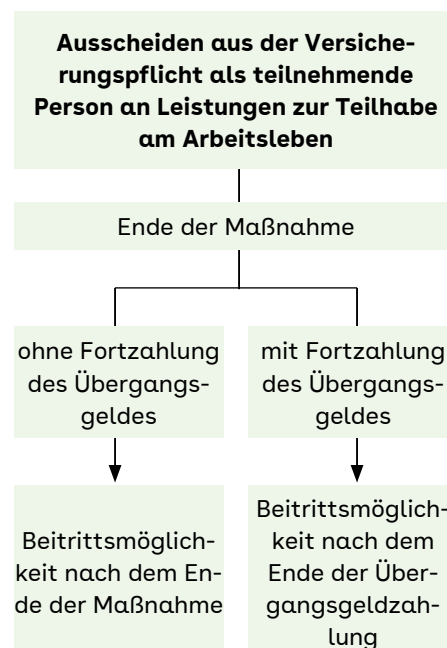 Ausscheiden aus der Versiche-
rungspflicht als teilnehmende
Person an Leistungen zur Teilhabe
am Arbeitsleben
Ende der Maßnahme
ohne Fortzahlung
des Übergangs-
geldes
mit Fortzahlung
des Übergangs-
geldes
Beitrittsmöglich-
keit nach dem En-
de der Maßnahme
Beitrittsmöglich-
keit nach dem
Ende der Über-
gangsgeldzah-
lung